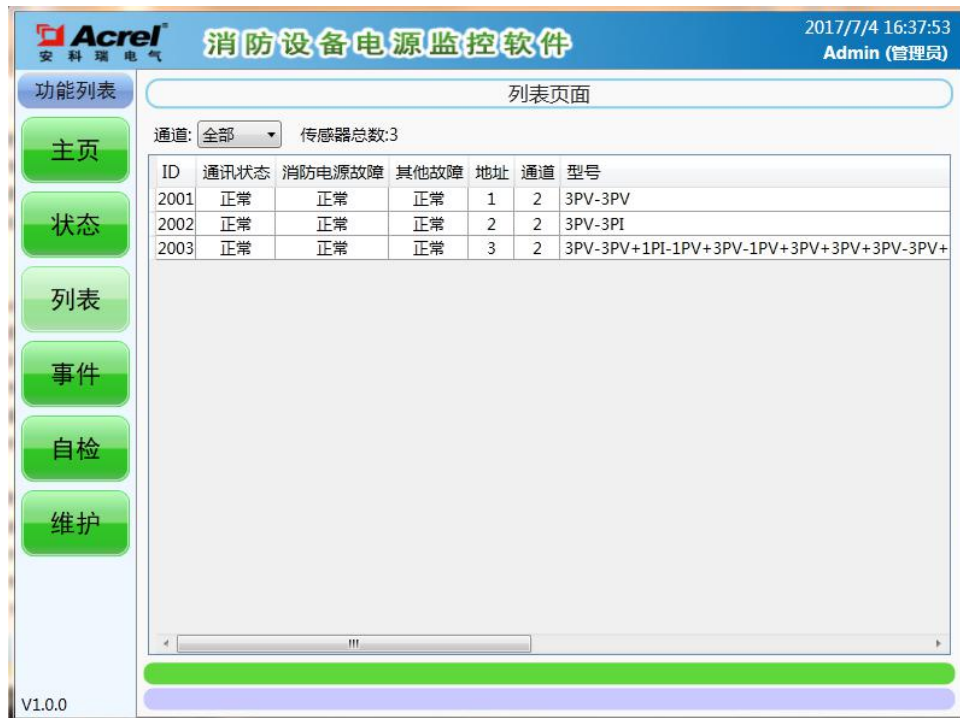 Acrel
安科瑞电气
消防设备电源监控软件
2017/7/4 16:37:53
Admin (管理员)
功能列表
主页
状态
列表
事件
自检
维护
V1.0.0
列表页面
通道: 全部 传感器总数:3
ID 通讯状态 消防电源故障 其他故障 地址 通道 型号
2001 正常 正常 正常 1 2 3PV-3PV
2002 正常 正常 正常 2 2 3PV-3PI
2003 正常 正常 正常 3 2 3PV-3PV+1PI-1PV+3PV-1PV+3PV+3PV+3PV-3PV+